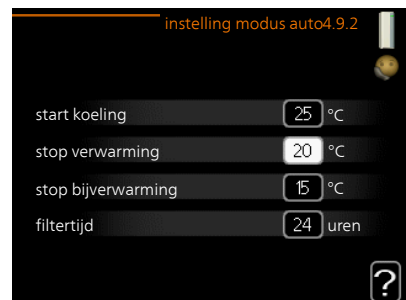 instelling modus auto4.9.2
start koeling 25 °C
stop verwarming 20 °C
stop bijverwarming 15 °C
filtertijd 24 uren
?